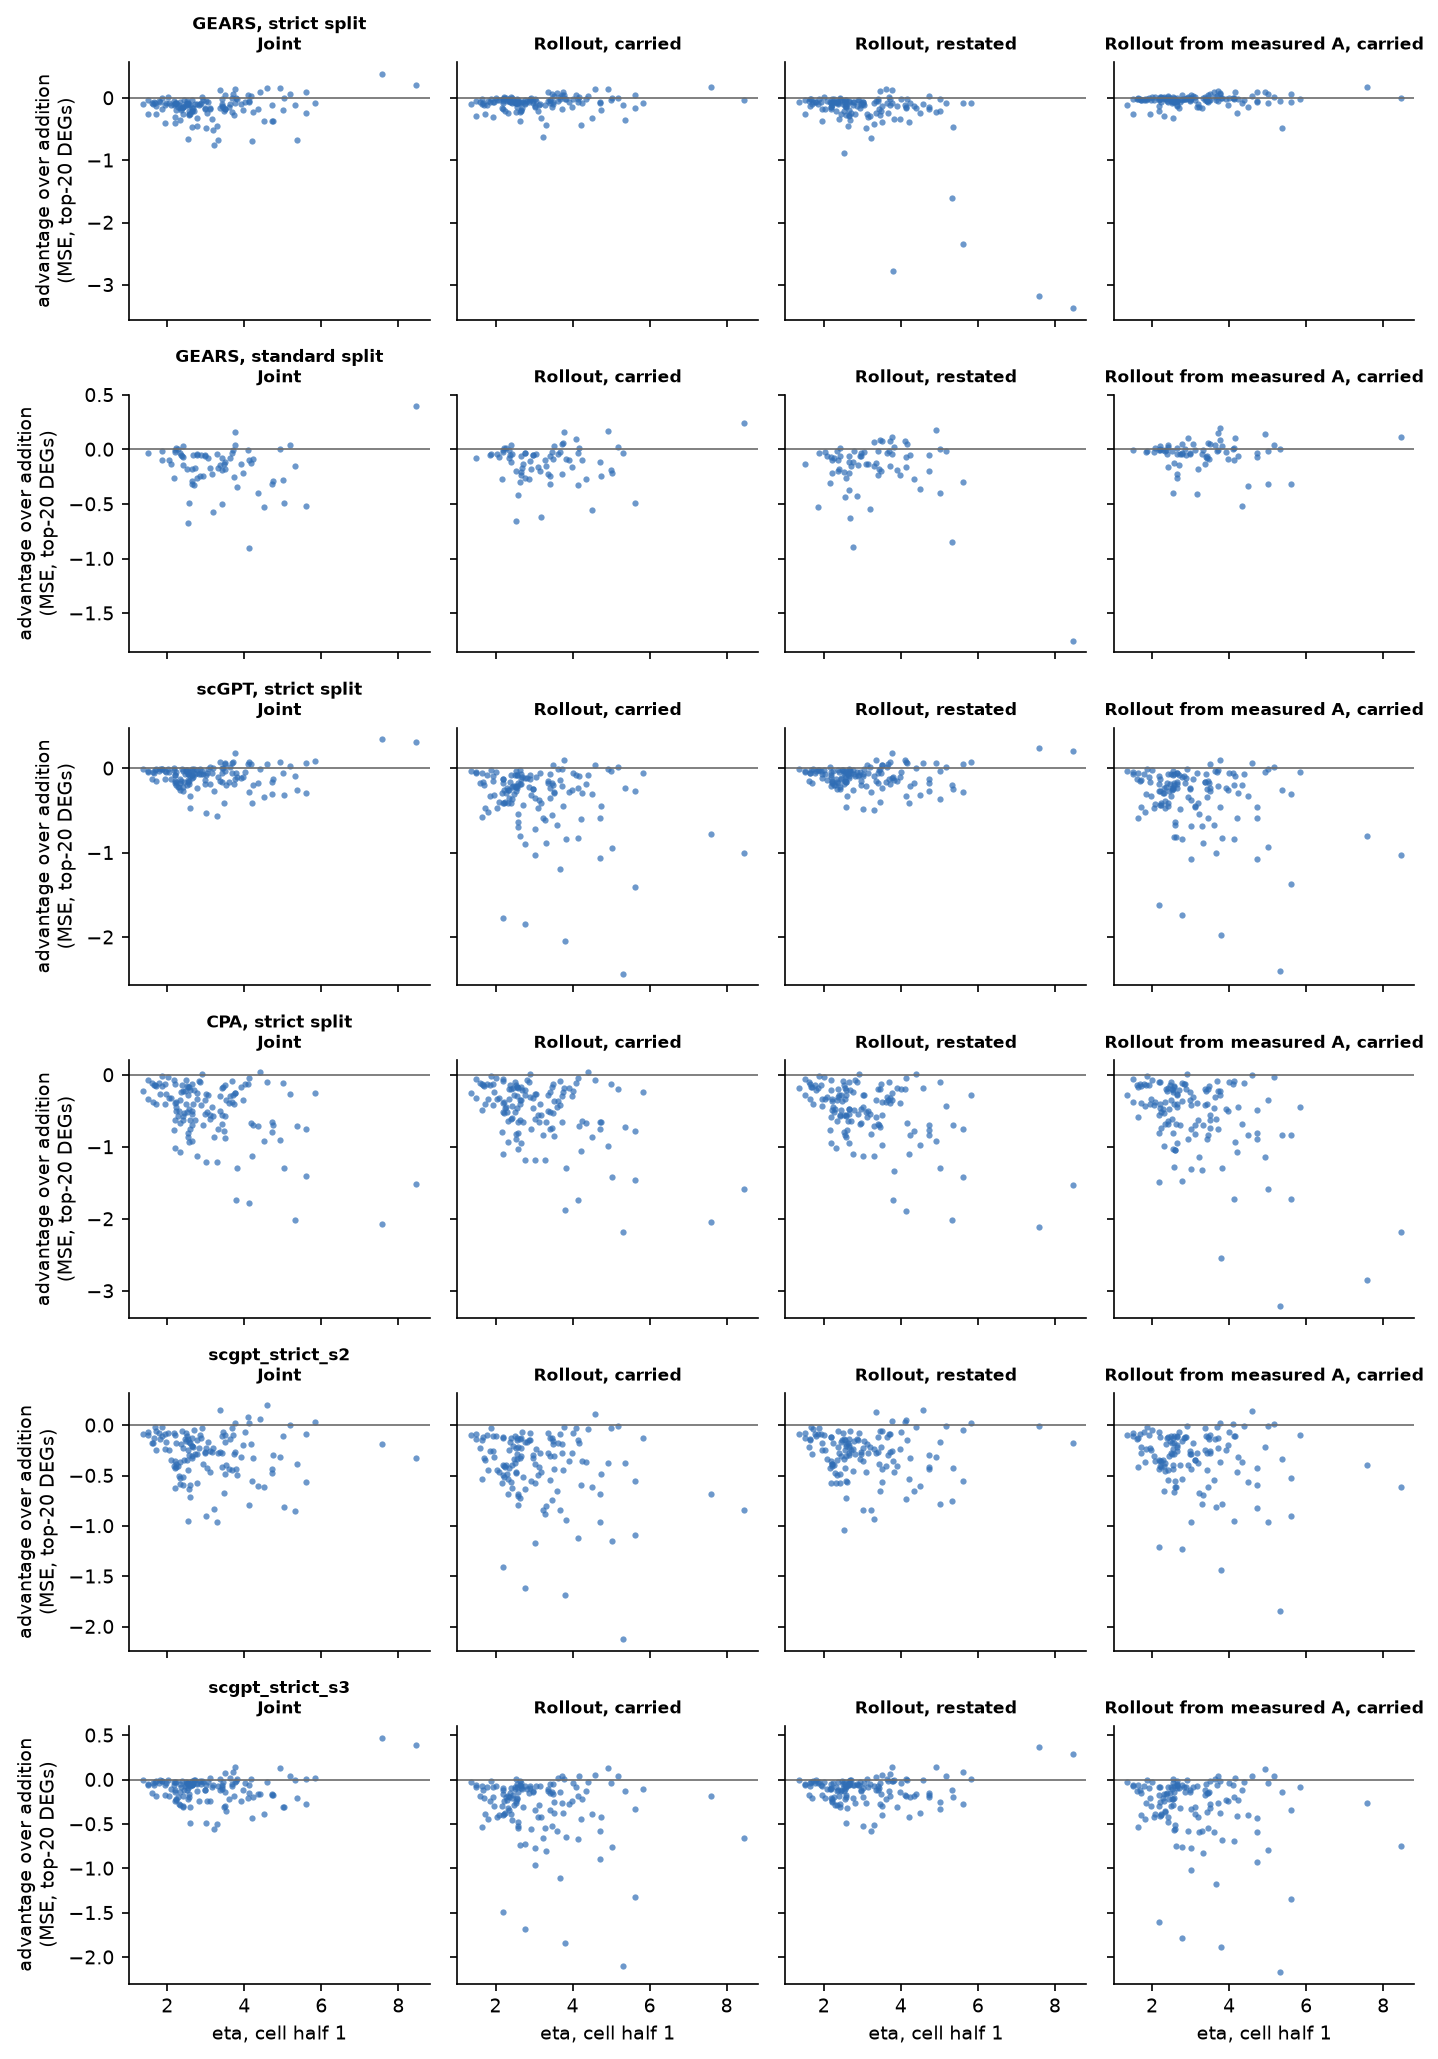 GEARS, strict split
Joint
Rollout, carried
Rollout, restated
Rollout from measured A, carried
advantage over addition
(MSE, top-20 DEGs)
0
−1
−2
−3
GEARS, standard split
Joint
Rollout, carried
Rollout, restated
Rollout from measured A, carried
advantage over addition
(MSE, top-20 DEGs)
0.5
0.0
−0.5
−1.0
−1.5
scGPT, strict split
Joint
Rollout, carried
Rollout, restated
Rollout from measured A, carried
advantage over addition
(MSE, top-20 DEGs)
0
−1
−2
CPA, strict split
Joint
Rollout, carried
Rollout, restated
Rollout from measured A, carried
advantage over addition
(MSE, top-20 DEGs)
0
−1
−2
−3
scgpt_strict_s2
Joint
Rollout, carried
Rollout, restated
Rollout from measured A, carried
advantage over addition
(MSE, top-20 DEGs)
0.0
−0.5
−1.0
−1.5
−2.0
scgpt_strict_s3
Joint
Rollout, carried
Rollout, restated
Rollout from measured A, carried
advantage over addition
(MSE, top-20 DEGs)
0.5
0.0
−0.5
−1.0
−1.5
−2.0
2 4 6 8
2 4 6 8
2 4 6 8
2 4 6 8
eta, cell half 1
eta, cell half 1
eta, cell half 1
eta, cell half 1